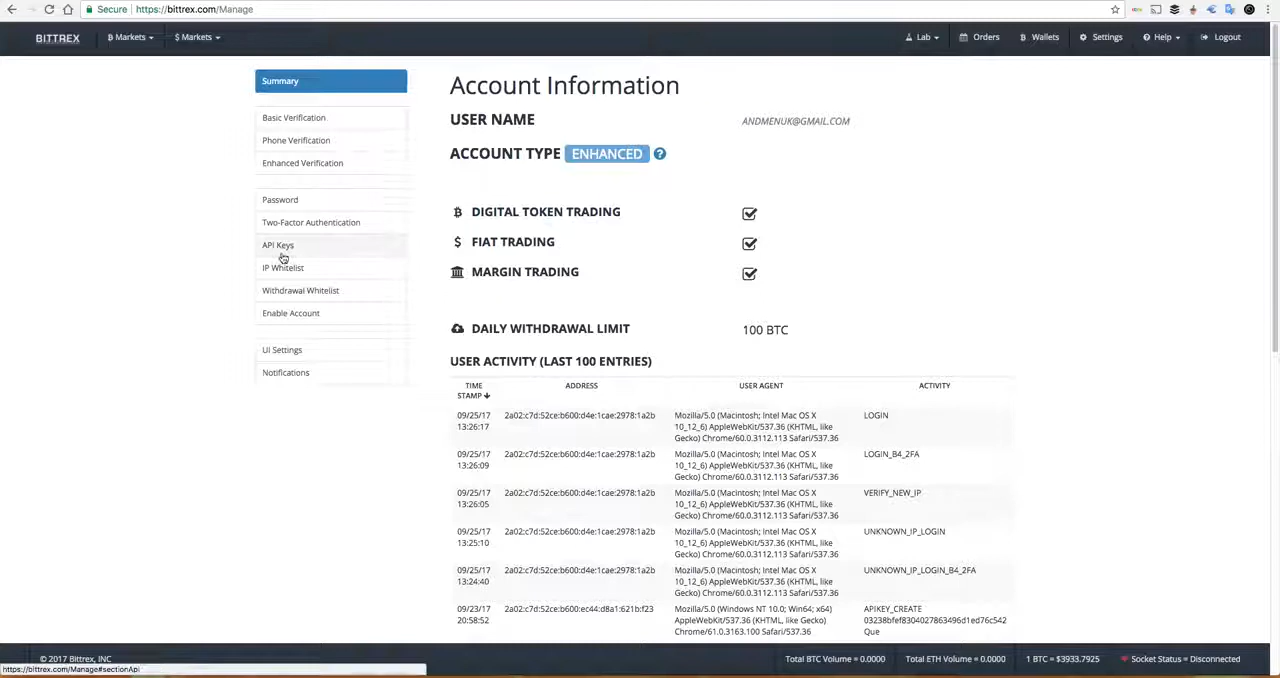 Secure https://bittrex.com/Manage
BITTREX
Markets
$ Markets
Lab
Orders
Wallets
Settings
Help
Logout
Summary
Basic Verification
Phone Verification
Enhanced Verification
Password
Two-Factor Authentication
API Keys
IP Whitelist
Withdrawal Whitelist
Enable Account
UI Settings
Notifications
Account Information
USER NAME ANDMENUK@GMAIL.COM
ACCOUNT TYPE ENHANCED ?
DIGITAL TOKEN TRADING
$ FIAT TRADING
MARGIN TRADING
DAILY WITHDRAWAL LIMIT 100 BTC
USER ACTIVITY (LAST 100 ENTRIES)
TIME
STAMP ADDRESS USER AGENT ACTIVITY
09/25/17 2a02:c7d:52ce:b600:d4e:1cae:2978:1a2b Mozilla/5.0 (Macintosh; Intel Mac OS X LOGIN
13:26:17 10_12_6) AppleWebKit/537.36 (KHTML, like
Gecko) Chrome/60.0.3112.113 Safari/537.36
09/25/17 2a02:c7d:52ce:b600:d4e:1cae:2978:1a2b Mozilla/5.0 (Macintosh; Intel Mac OS X LOGIN_B4_2FA
13:26:09 10_12_6) AppleWebKit/537.36 (KHTML, like
Gecko) Chrome/60.0.3112.113 Safari/537.36
09/25/17 2a02:c7d:52ce:b600:d4e:1cae:2978:1a2b Mozilla/5.0 (Macintosh; Intel Mac OS X VERIFY_NEW_IP
13:26:05 10_12_6) AppleWebKit/537.36 (KHTML, like
Gecko) Chrome/60.0.3112.113 Safari/537.36
09/25/17 2a02:c7d:52ce:b600:d4e:1cae:2978:1a2b Mozilla/5.0 (Macintosh; Intel Mac OS X UNKNOWN_IP_LOGIN
13:25:10 10_12_6) AppleWebKit/537.36 (KHTML, like
Gecko) Chrome/60.0.3112.113 Safari/537.36
09/25/17 2a02:c7d:52ce:b600:d4e:1cae:2978:1a2b Mozilla/5.0 (Macintosh; Intel Mac OS X UNKNOWN_IP_LOGIN_B4_2FA
13:24:40 10_12_6) AppleWebKit/537.36 (KHTML, like
Gecko) Chrome/60.0.3112.113 Safari/537.36
09/23/17 2a02:c7d:52ce:b600:ec44:d8a1:621b:bf23 Mozilla/5.0 (Windows NT 10.0; Win64; x64) APIKEY_CREATE
20:58:52 AppleWebKit/537.36 (KHTML, like Gecko) 03238bfef8304027863496d1ed76c542
Chrome/61.0.3163.100 Safari/537.36 Que
© 2017 Bittrex, INC
Total BTC Volume = 0.0000 Total ETH Volume = 0.0000 1 BTC = $3933.7925 Socket Status = Disconnected
https://bittrex.com/Manage#sectionApi